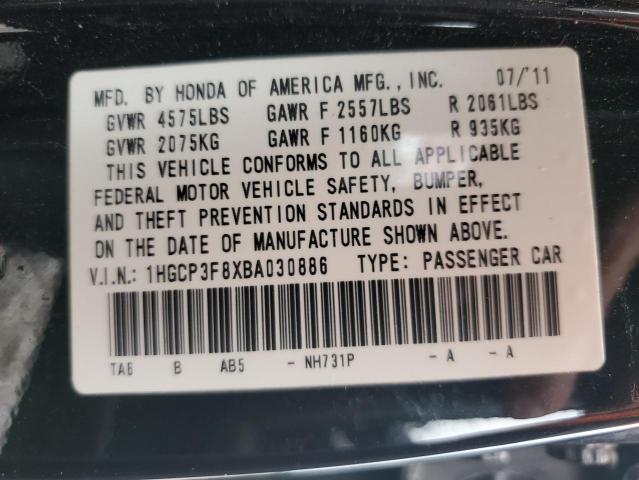 MFD. BY HONDA OF AMERICA MFG., INC. 07/'11
GVWR 4575LBS GAWR F 2557LBS R 2061LBS
GVWR 2075KG GAWR F 1160KG R 935KG
THIS VEHICLE CONFORMS TO ALL APPLICABLE
FEDERAL MOTOR VEHICLE SAFETY, BUMPER,
AND THEFT PREVENTION STANDARDS IN EFFECT
ON THE DATE OF MANUFACTURE SHOWN ABOVE.
V.I.N.: 1HGCP3F8XBA030886 TYPE: PASSENGER CAR
TA6 B AB5 - NH731P - A - A